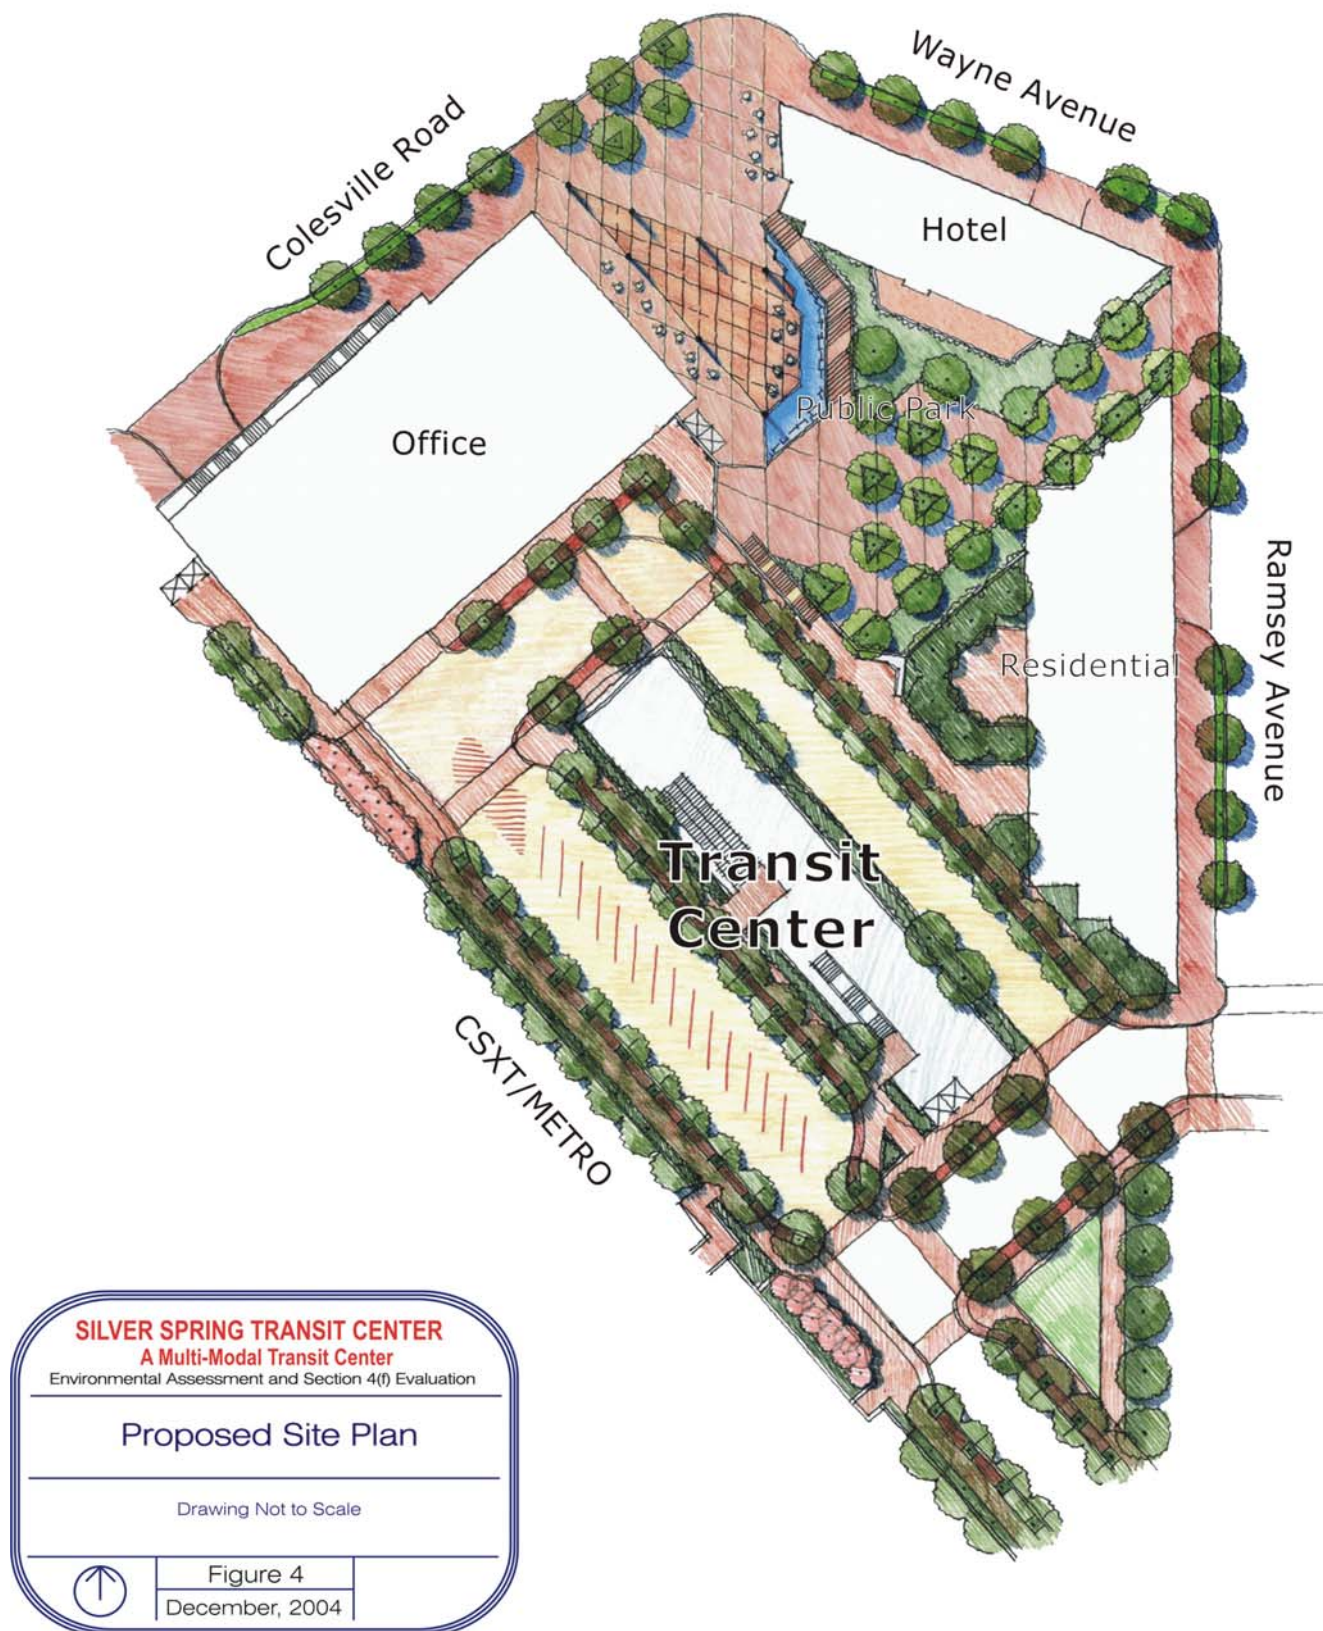 Wayne Avenue
Colesville Road
Hotel
Public Park
Office
Ramsey Avenue
Residential
Transit
Center
CSXT/METRO
SILVER SPRING TRANSIT CENTER
A Multi-Modal Transit Center
Environmental Assessment and Section 4(f) Evaluation
Proposed Site Plan
Drawing Not to Scale
Figure 4
December, 2004